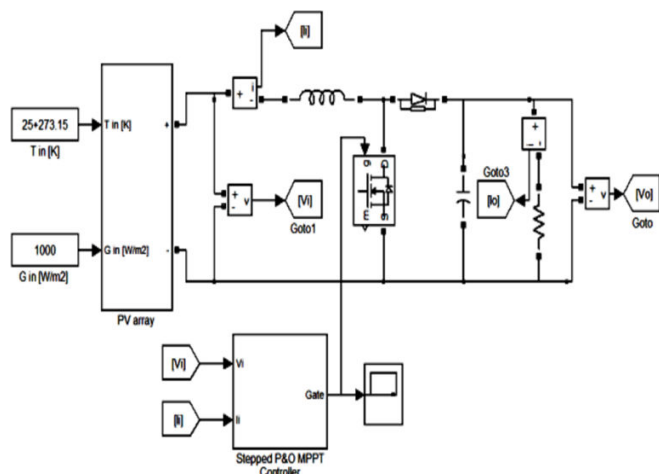 [Ii]
25+273.15
T in [K]
T in [K]
+
+
i
-
1000
G in [W/m2]
G in [W/m2]
-
PV array
+
-
v
[Vi]
Goto1
g
E
+
-
i
Goto3
[Io]
+
-
v
[Vo]
Goto
[Vi]
Vi
[Ii]
Ii
Gate
Stepped P&O MPPT
Controller